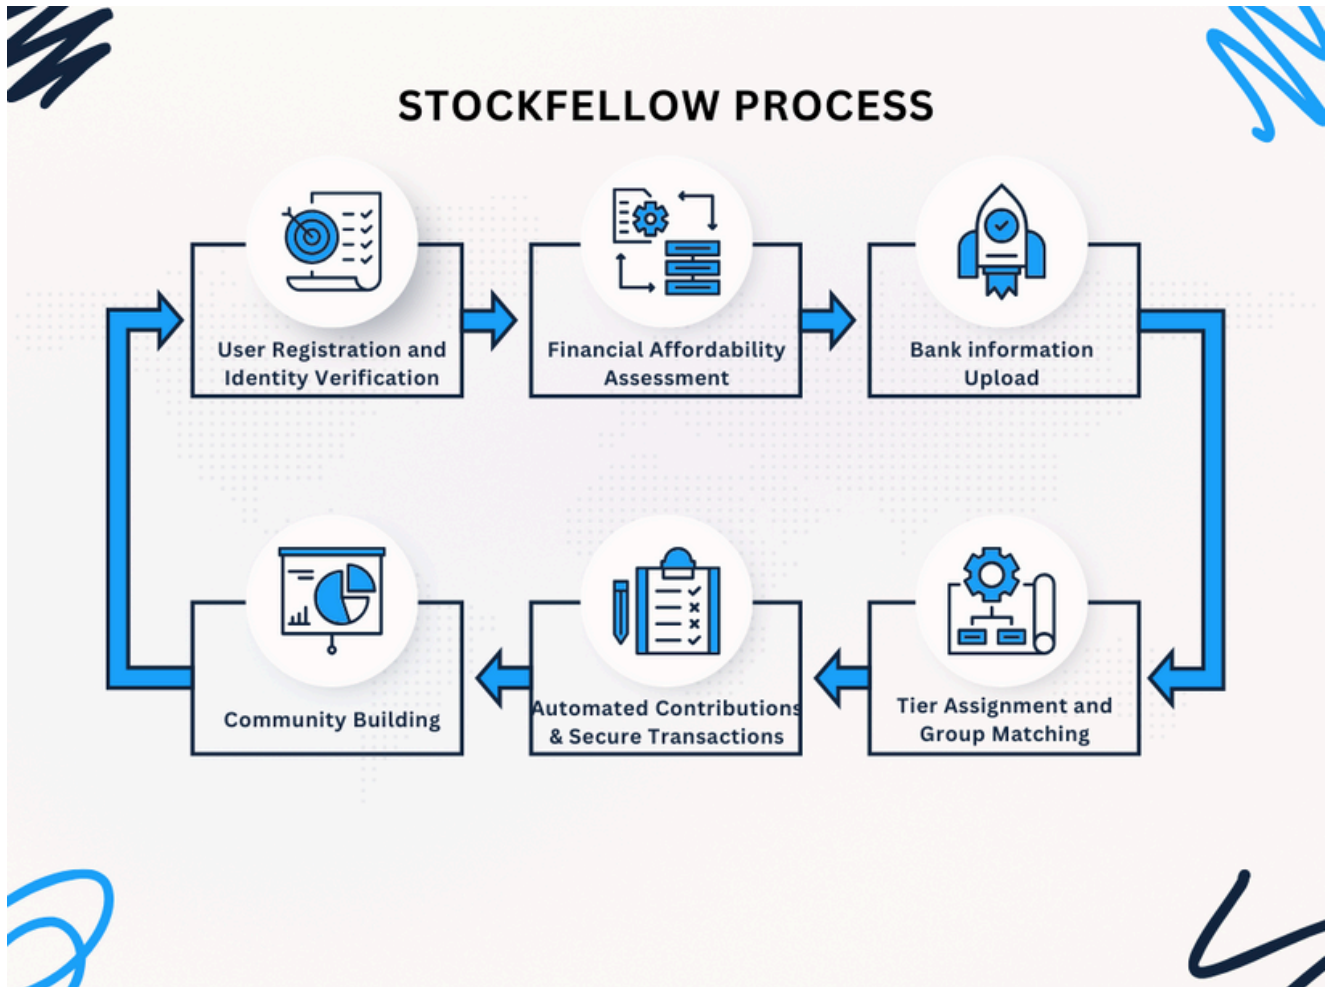 STOCKFELLOW PROCESS
User Registration and
Identity Verification
Financial Affordability
Assessment
Bank information
Upload
Tier Assignment and
Group Matching
Automated Contributions
& Secure Transactions
Community Building